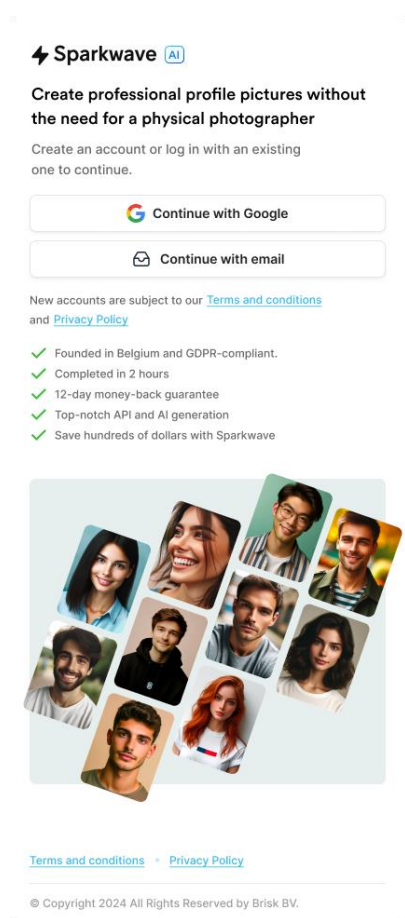 Sparkwave AI
Create professional profile pictures without
the need for a physical photographer
Create an account or log in with an existing
one to continue.
Continue with Google
Continue with email
New accounts are subject to our Terms and conditions
and Privacy Policy
Founded in Belgium and GDPR-compliant.
Completed in 2 hours
12-day money-back guarantee
Top-notch API and AI generation
Save hundreds of dollars with Sparkwave
Terms and conditions • Privacy Policy
© Copyright 2024 All Rights Reserved by Brisk BV.